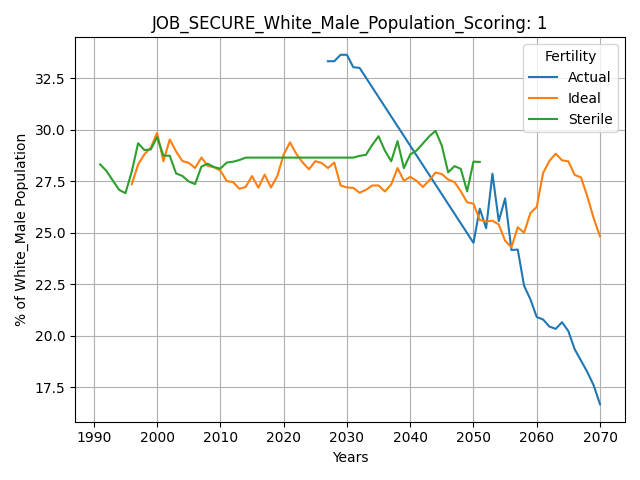 JOB_SECURE_White_Male_Population_Scoring: 1
Fertility
Actual
Ideal
Sterile
% of White_Male Population
32.5
30.0
27.5
25.0
22.5
20.0
17.5
1990 2000 2010 2020 2030 2040 2050 2060 2070
Years